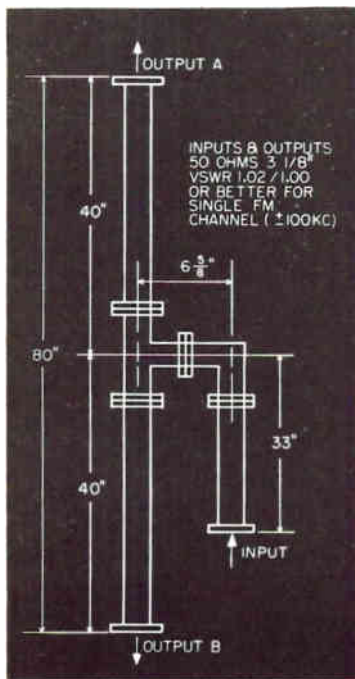 OUTPUT A
INPUTS & OUTPUTS
50 OHMS 3 1/8"
VSWR 1.02/1.00
OR BETTER FOR
SINGLE FM
CHANNEL (±100KC)
40"
6 5/8"
80"
33"
40"
INPUT
OUTPUT B